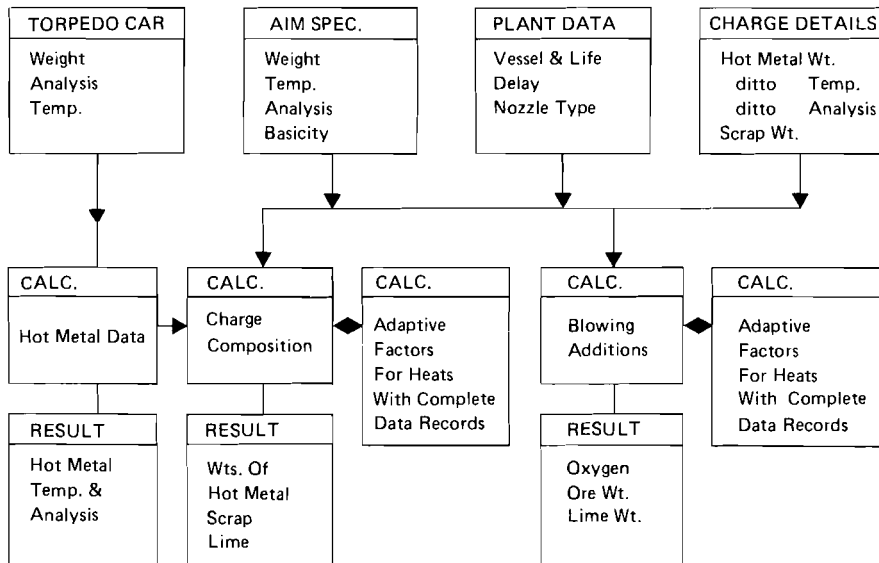 TORPEDO CAR
Weight
Analysis
Temp.
AIM SPEC.
Weight
Temp.
Analysis
Basicity
PLANT DATA
Vessel & Life
Delay
Nozzle Type
CHARGE DETAILS
Hot Metal Wt.
ditto Temp.
ditto Analysis
Scrap Wt.
CALC.
Hot Metal Data
CALC.
Charge
Composition
CALC.
Adaptive
Factors
For Heats
With Complete
Data Records
CALC.
Blowing
Additions
CALC.
Adaptive
Factors
For Heats
With Complete
Data Records
RESULT
Hot Metal
Temp. &
Analysis
RESULT
Wts. Of
Hot Metal
Scrap
Lime
RESULT
Oxygen
Ore Wt.
Lime Wt.